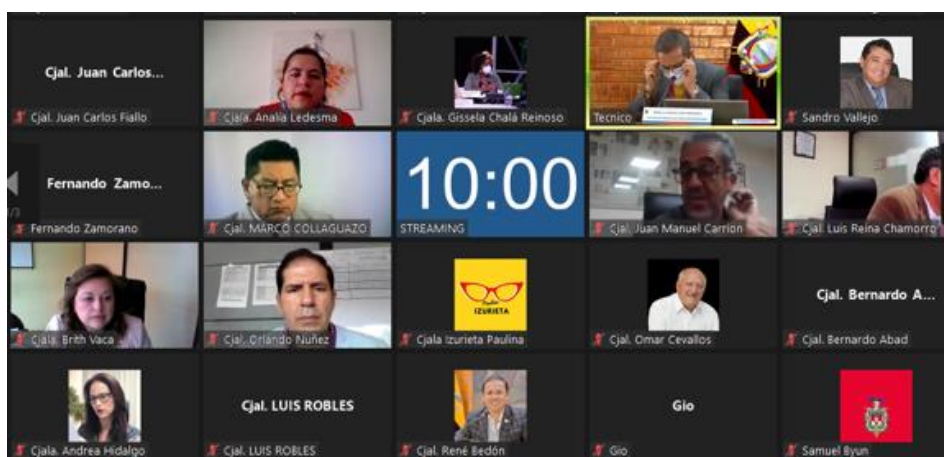 Cjal. Juan Carlos...
Cjal. Juan Carlos Fiallo
Cjala. Analía Ledesma
Cjala. Gissela Chalá Reinoso
Tecnico
Sandro Vallejo
Fernando Zamo...
Fernando Zamorano
Cjal. MARCO COLLAGUAZO
10:00
STREAMING
Cjal. Juan Manuel Carrion
Cjal. Luis Reina Chamorro
Cjala. Brith Vaca
Cjal. Orlando Núñez
IZURIETA
Cjala Izurieta Paulina
Cjal. Omar Cevallos
Cjal. Bernardo A...
Cjal. Bernardo Abad
Cjala. Andrea Hidalgo
Cjal. LUIS ROBLES
Cjal. LUIS ROBLES
Cjal. René Bedón
Gio
Gio
Samuel Byun